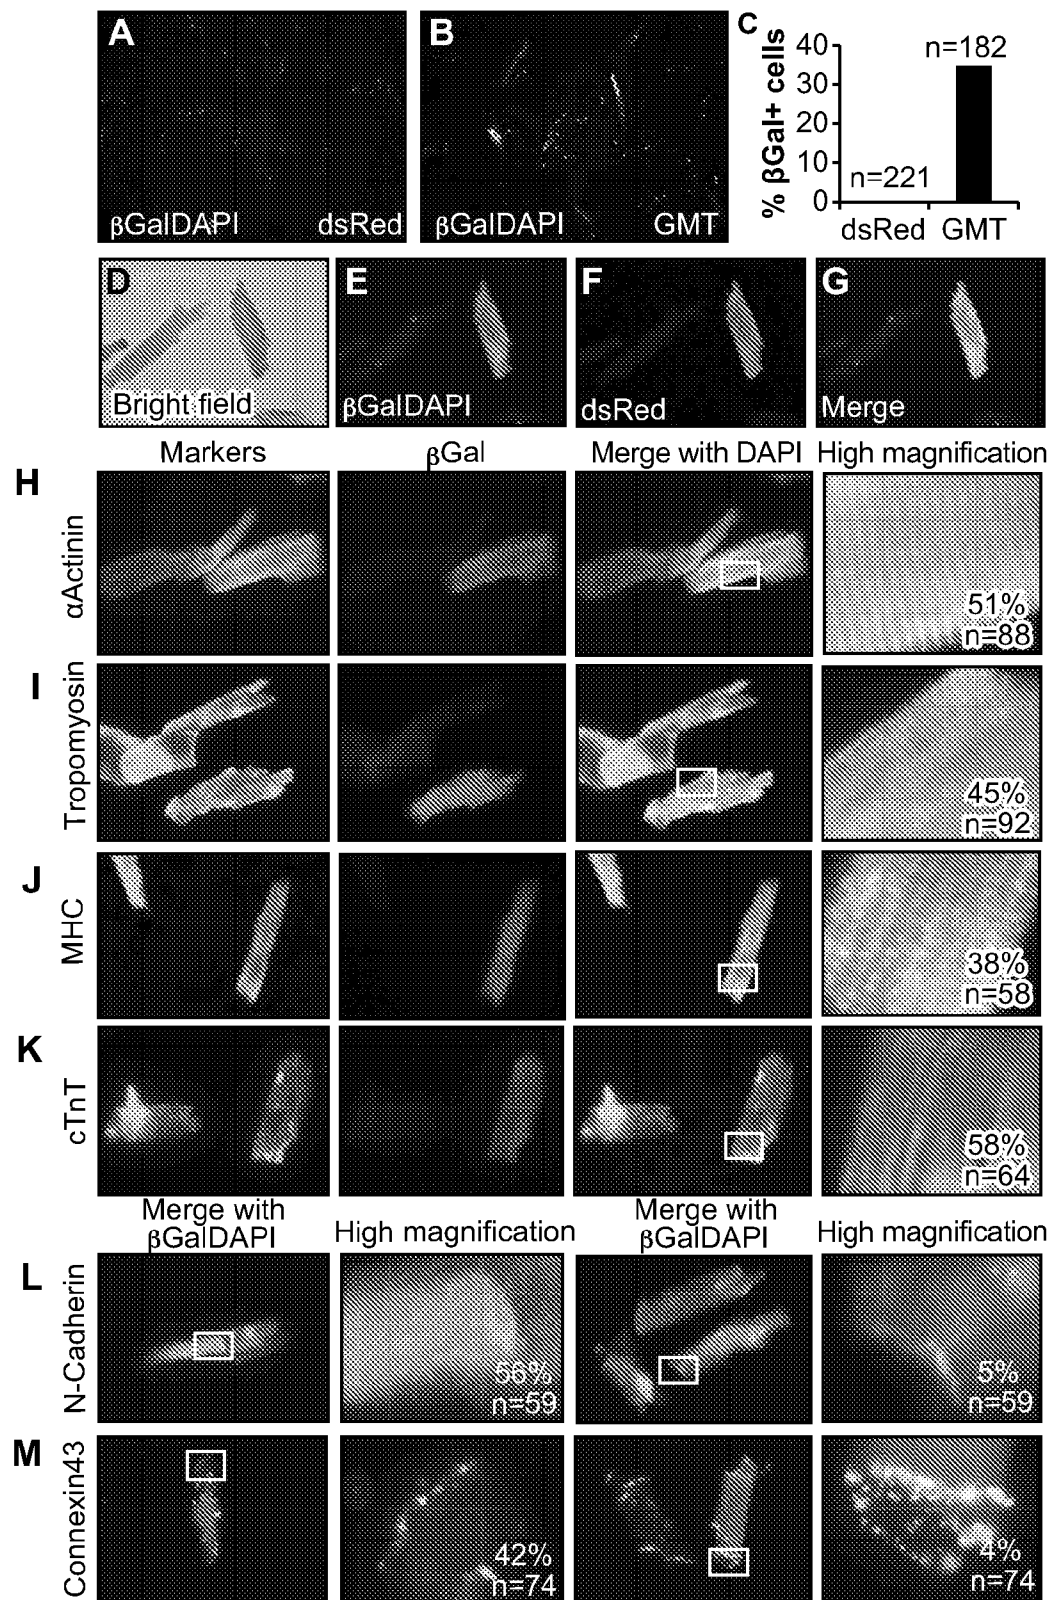 A
βGalDAPI dsRed
B
βGalDAPI GMT
C
% βGal+ cells
40
30
20
10
0
n=221
n=182
dsRed GMT
D
Bright field
E
βGalDAPI
F
dsRed
G
Merge
Markers βGal Merge with DAPI High magnification
H
αActinin
51%
n=88
I
Tropomyosin
45%
n=92
J
MHC
38%
n=58
K
cTnT
58%
n=64
Merge with
βGalDAPI
High magnification
Merge with
βGalDAPI
High magnification
L
N-Cadherin
56%
n=59
5%
n=59
M
Connexin43
42%
n=74
4%
n=74